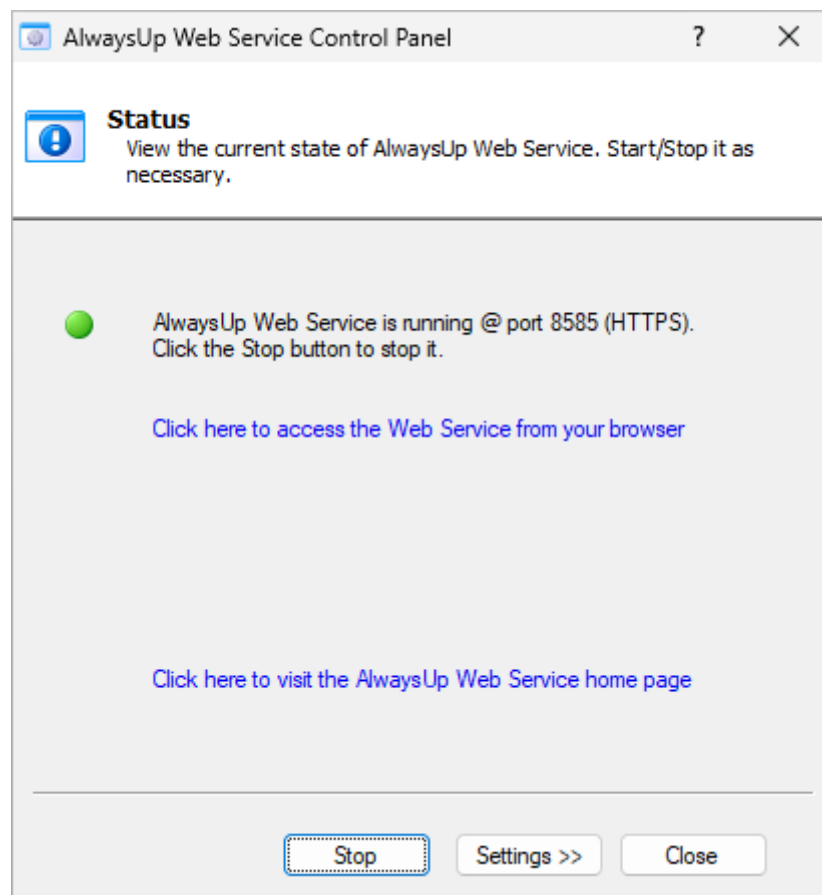 AlwaysUp Web Service Control Panel ?
Status
View the current state of AlwaysUp Web Service. Start/Stop it as
necessary.
AlwaysUp Web Service is running @ port 8585 (HTTPS).
Click the Stop button to stop it.
Click here to access the Web Service from your browser
Click here to visit the AlwaysUp Web Service home page
Stop Settings >> Close